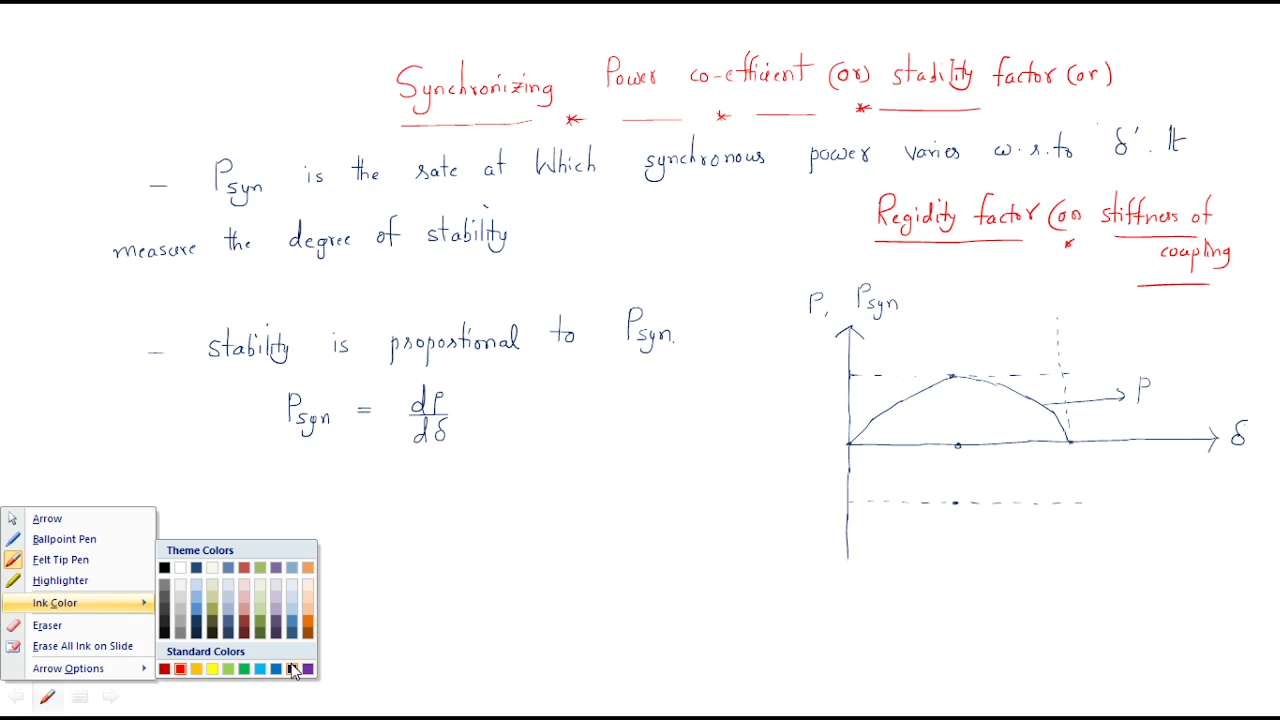 Synchronizing Power co-efficient (or) stability factor (or)
- Psyn is the rate at Which synchronous power varies w.r.to 'δ'. It
Regidity factor (or stiffness of
coupling
measure the degree of stability
P, Psyn
- stability is proportional to Psyn.
Psyn = dP/dδ
P
δ
Arrow
Ballpoint Pen
Felt Tip Pen
Highlighter
Ink Color
Eraser
Erase All Ink on Slide
Arrow Options
Theme Colors
Standard Colors